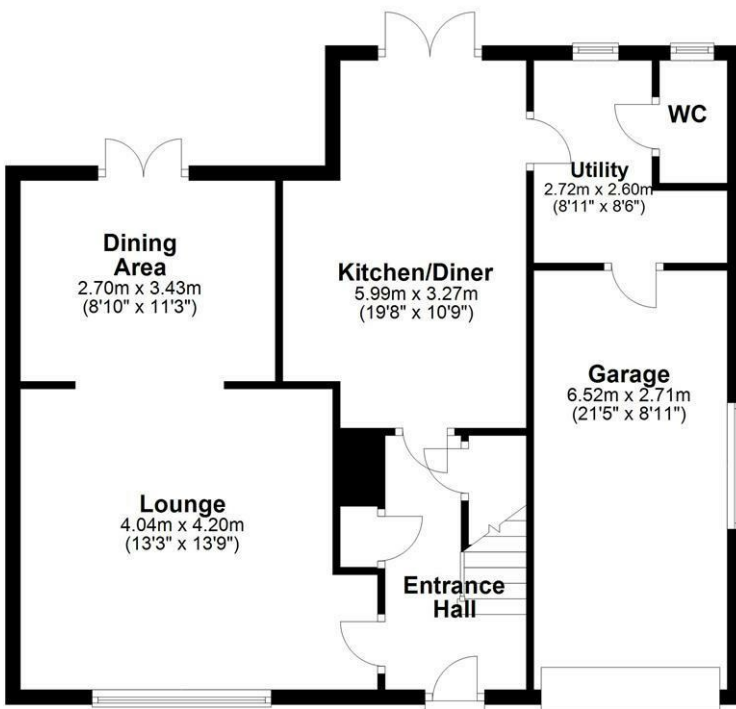 WC
Utility
2.72m x 2.60m
(8'11" x 8'6")
Dining
Area
2.70m x 3.43m
(8'10" x 11'3")
Kitchen/Diner
5.99m x 3.27m
(19'8" x 10'9")
Garage
6.52m x 2.71m
(21'5" x 8'11")
Lounge
4.04m x 4.20m
(13'3" x 13'9")
Entrance
Hall